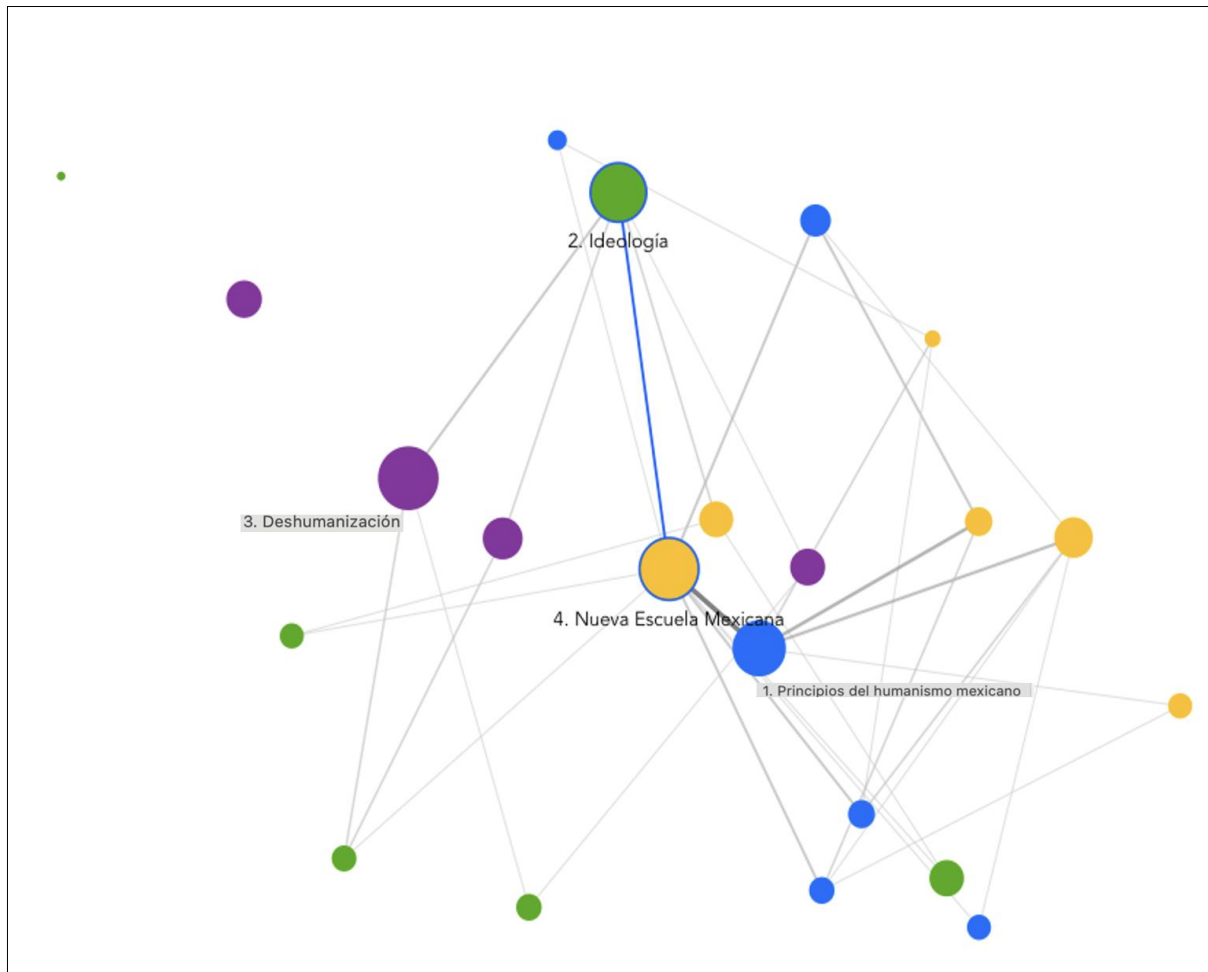 2. Ideología
3. Deshumanización
4. Nueva Escuela Mexicana
1. Principios del humanismo mexicano